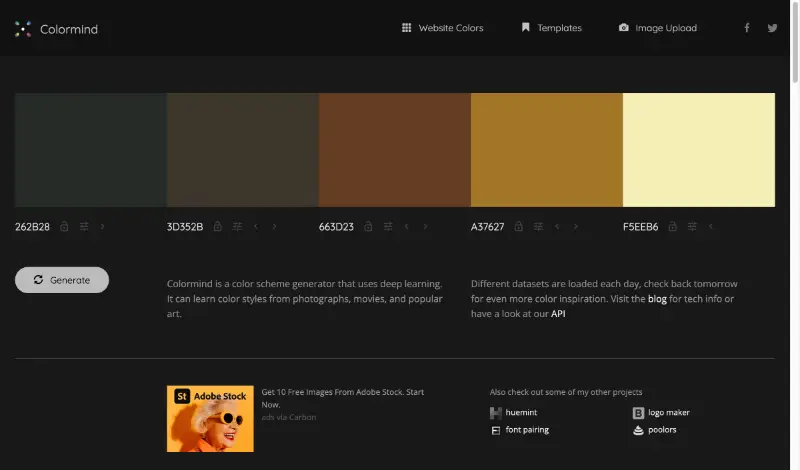 Colormind
Website Colors
Templates
Image Upload
262B28
3D352B
663D23
A37627
F5EEB6
Generate
Colormind is a color scheme generator that uses deep learning.
It can learn color styles from photographs, movies, and popular
art.
Different datasets are loaded each day, check back tomorrow
for even more color inspiration. Visit the blog for tech info or
have a look at our API
St Adobe Stock
Get 10 Free Images From Adobe Stock. Start
Now.
ads via Carbon
Also check out some of my other projects
huemint
B logo maker
font pairing
poolors